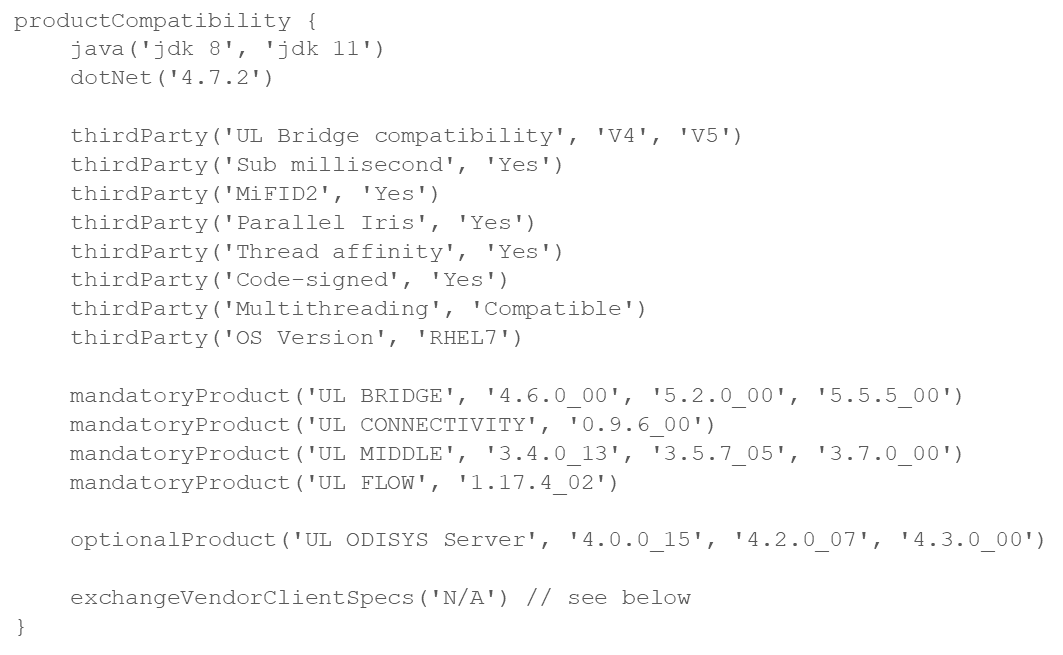 productCompatibility {
    java('jdk 8', 'jdk 11')
    dotNet('4.7.2')

    thirdParty('UL Bridge compatibility', 'V4', 'V5')
    thirdParty('Sub millisecond', 'Yes')
    thirdParty('MiFID2', 'Yes')
    thirdParty('Parallel Iris', 'Yes')
    thirdParty('Thread affinity', 'Yes')
    thirdParty('Code-signed', 'Yes')
    thirdParty('Multithreading', 'Compatible')
    thirdParty('OS Version', 'RHEL7')

    mandatoryProduct('UL BRIDGE', '4.6.0_00', '5.2.0_00', '5.5.5_00')
    mandatoryProduct('UL CONNECTIVITY', '0.9.6_00')
    mandatoryProduct('UL MIDDLE', '3.4.0_13', '3.5.7_05', '3.7.0_00')
    mandatoryProduct('UL FLOW', '1.17.4_02')

    optionalProduct('UL ODISYS Server', '4.0.0_15', '4.2.0_07', '4.3.0_00')

    exchangeVendorClientSpecs('N/A') // see below
}